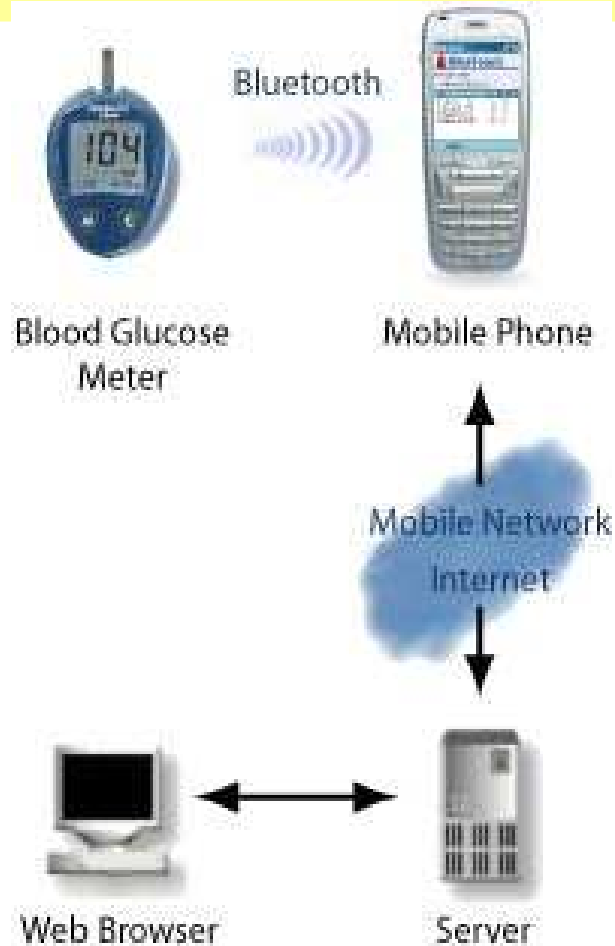 Bluetooth
104
Blood Glucose
Meter
Mobile Phone
Mobile Network
Internet
Web Browser
Server